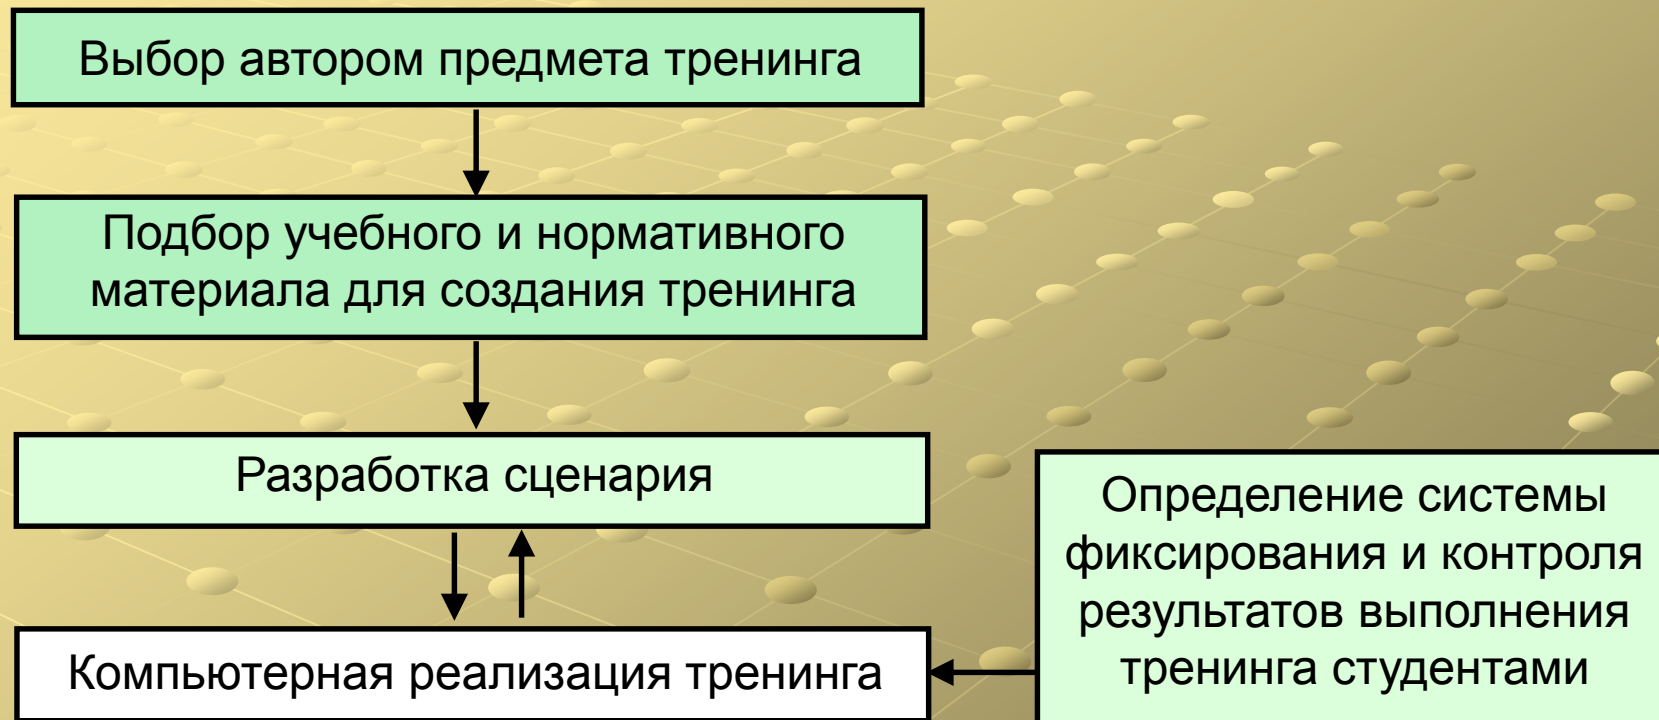 Выбор автором предмета тренинга
Подбор учебного и нормативного
материала для создания тренинга
Разработка сценария
Определение системы
фиксирования и контроля
результатов выполнения
тренинга студентами
Компьютерная реализация тренинга